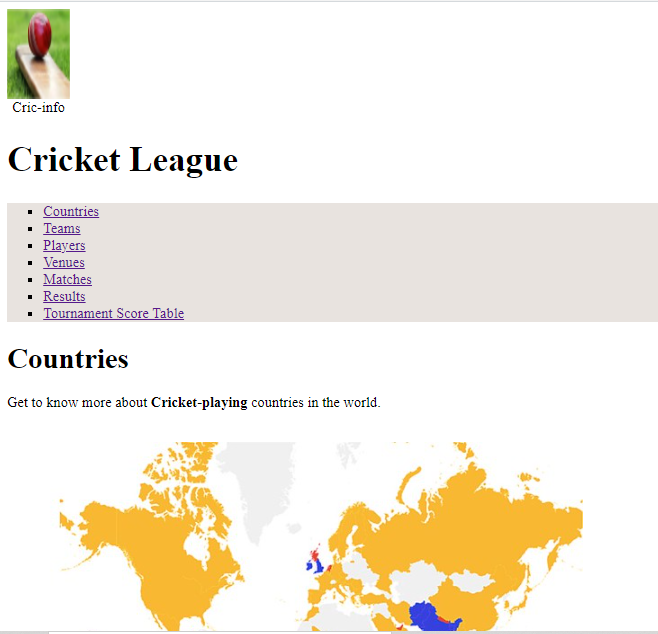 Cric-info
Cricket League
Countries
Teams
Players
Venues
Matches
Results
Tournament Score Table
Countries
Get to know more about Cricket-playing countries in the world.